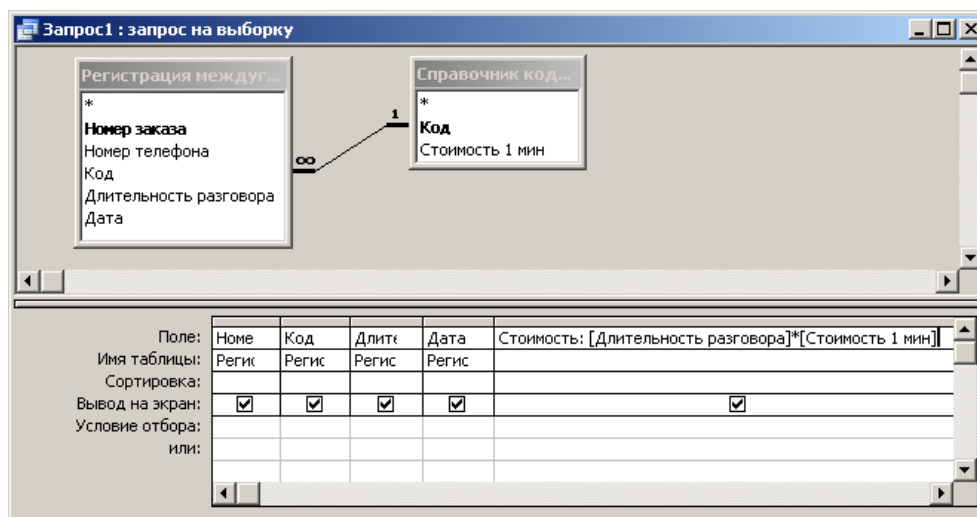 Запрос1 : запрос на выборку
Регистрация междуг...
*
Номер заказа
Номер телефона
Код
Длительность разговора
Дата
∞
1
Справочник код...
*
Код
Стоимость 1 мин
Поле: Номе Код Длите Дата Стоимость: [Длительность разговора]*[Стоимость 1 мин]
Имя таблицы: Регис Регис Регис Регис
Сортировка:
Вывод на экран:
Условие отбора:
или: